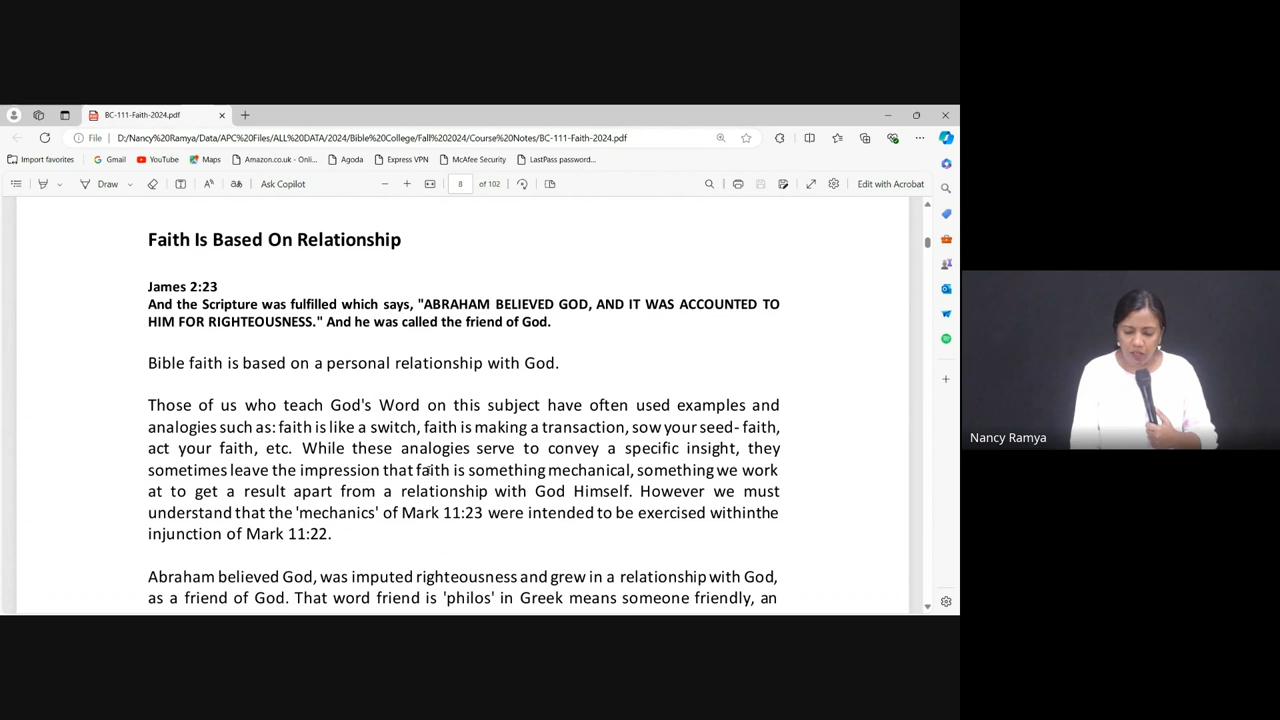 BC-111-Faith-2024.pdf
File D:/Nancy%20Ramya/Data/APC%20Files/ALL%20DATA/2024/Bible%20College/Fall%202024/Course%20Notes/BC-111-Faith-2024.pdf
Import favorites Gmail YouTube Maps Amazon.co.uk - Onli... Agoda Express VPN McAfee Security LastPass password...
Draw Ask Copilot 8 of 102 Edit with Acrobat
Faith Is Based On Relationship
James 2:23
And the Scripture was fulfilled which says, "ABRAHAM BELIEVED GOD, AND IT WAS ACCOUNTED TO
HIM FOR RIGHTEOUSNESS." And he was called the friend of God.
Bible faith is based on a personal relationship with God.
Those of us who teach God's Word on this subject have often used examples and
analogies such as: faith is like a switch, faith is making a transaction, sow your seed- faith,
act your faith, etc. While these analogies serve to convey a specific insight, they
sometimes leave the impression that faith is something mechanical, something we work
at to get a result apart from a relationship with God Himself. However we must
understand that the 'mechanics' of Mark 11:23 were intended to be exercised withinthe
injunction of Mark 11:22.
Abraham believed God, was imputed righteousness and grew in a relationship with God,
as a friend of God. That word friend is 'philos' in Greek means someone friendly, an
Nancy Ramya